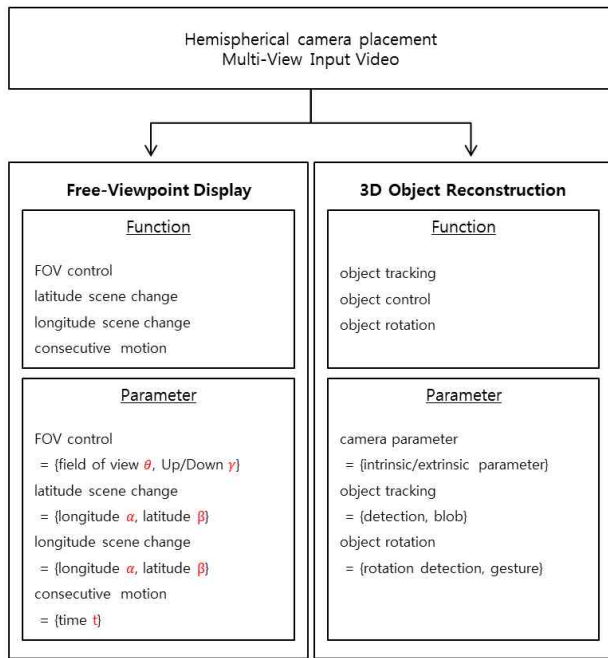 Hemispherical camera placement
Multi-View Input Video
Free-Viewpoint Display
Function
FOV control
latitude scene change
longitude scene change
consecutive motion
Parameter
FOV control
= {field of view θ, Up/Down γ}
latitude scene change
= {longitude α, latitude β}
longitude scene change
= {longitude α, latitude β}
consecutive motion
= {time t}
3D Object Reconstruction
Function
object tracking
object control
object rotation
Parameter
camera parameter
= {intrinsic/extrinsic parameter}
object tracking
= {detection, blob}
object rotation
= {rotation detection, gesture}